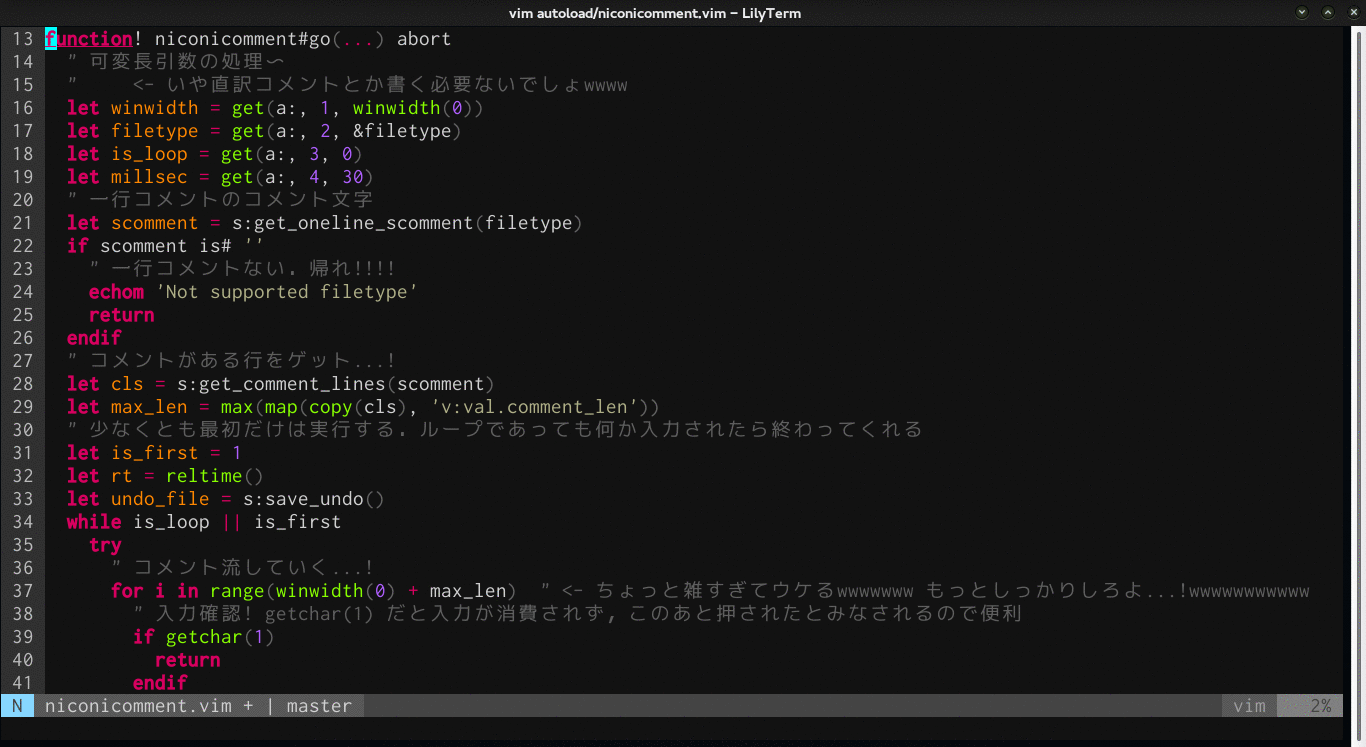 vim autoload/niconicomment.vim - LilyTerm
13 function! niconicomment#go(...) abort
14   " 可変長引数の処理〜
15   "     <- いや直訳コメントとか書く必要ないでしょwwww
16   let winwidth = get(a:, 1, winwidth(0))
17   let filetype = get(a:, 2, &filetype)
18   let is_loop = get(a:, 3, 0)
19   let millsec = get(a:, 4, 30)
20   " 一行コメントのコメント文字
21   let scomment = s:get_oneline_scomment(filetype)
22   if scomment is# ''
23     " 一行コメントない. 帰れ!!!!
24     echom 'Not supported filetype'
25     return
26   endif
27   " コメントがある行をゲット...!
28   let cls = s:get_comment_lines(scomment)
29   let max_len = max(map(copy(cls), 'v:val.comment_len'))
30   " 少なくとも最初だけは実行する. ループであっても何か入力されたら終わってくれる
31   let is_first = 1
32   let rt = reltime()
33   let undo_file = s:save_undo()
34   while is_loop || is_first
35     try
36       " コメント流していく...!
37       for i in range(winwidth(0) + max_len)  " <- ちょっと雑すぎてウケるwwwwwww もっとしっかりしろよ...!wwwwwwwwwww
38         " 入力確認! getchar(1) だと入力が消費されず, このあと押されたとみなされるので便利
39         if getchar(1)
40           return
41         endif
N niconicomment.vim + | master vim 2%